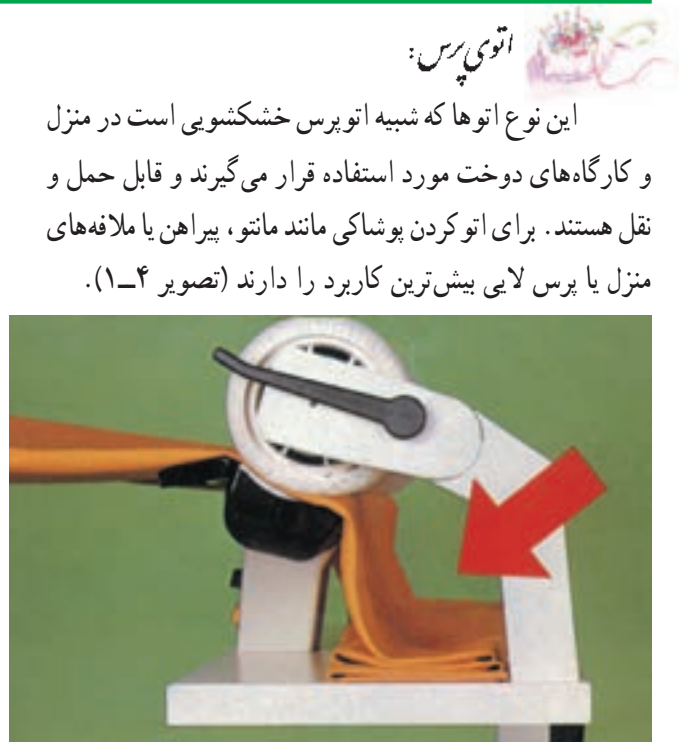 اتوی پرس:
این نوع اتوها که شبیه اتوپرس خشکشویی است در منزل
و کارگاه‌های دوخت مورد استفاده قرار می‌گیرند و قابل حمل و
نقل هستند. برای اتو کردن پوشاکی مانند مانتو، پیراهن یا ملافه‌های
منزل یا پرس لایی بیش‌ترین کاربرد را دارند (تصویر ۴ــ۱).